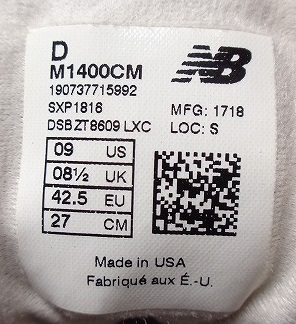 D
M1400CM
190737715992
SXP1816
DSB ZT8609 LXC
NB
MFG: 1718
LOC: S
09 US
08½ UK
42.5 EU
27 CM
Made in USA
Fabriqué aux É.-U.